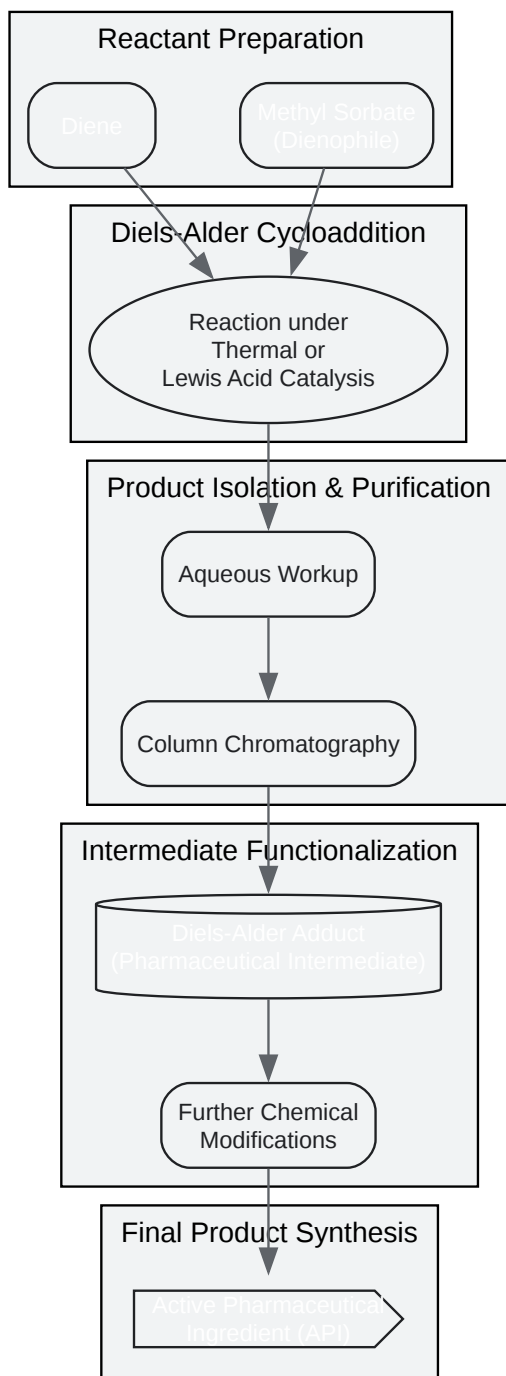 Reactant Preparation
Diene
Methyl Sorbate
(Dienophile)
Diels-Alder Cycloaddition
Reaction under
Thermal or
Lewis Acid Catalysis
Product Isolation & Purification
Aqueous Workup
Column Chromatography
Intermediate Functionalization
Diels-Alder Adduct
(Pharmaceutical Intermediate)
Further Chemical
Modifications
Final Product Synthesis
Active Pharmaceutical
Ingredient (API)